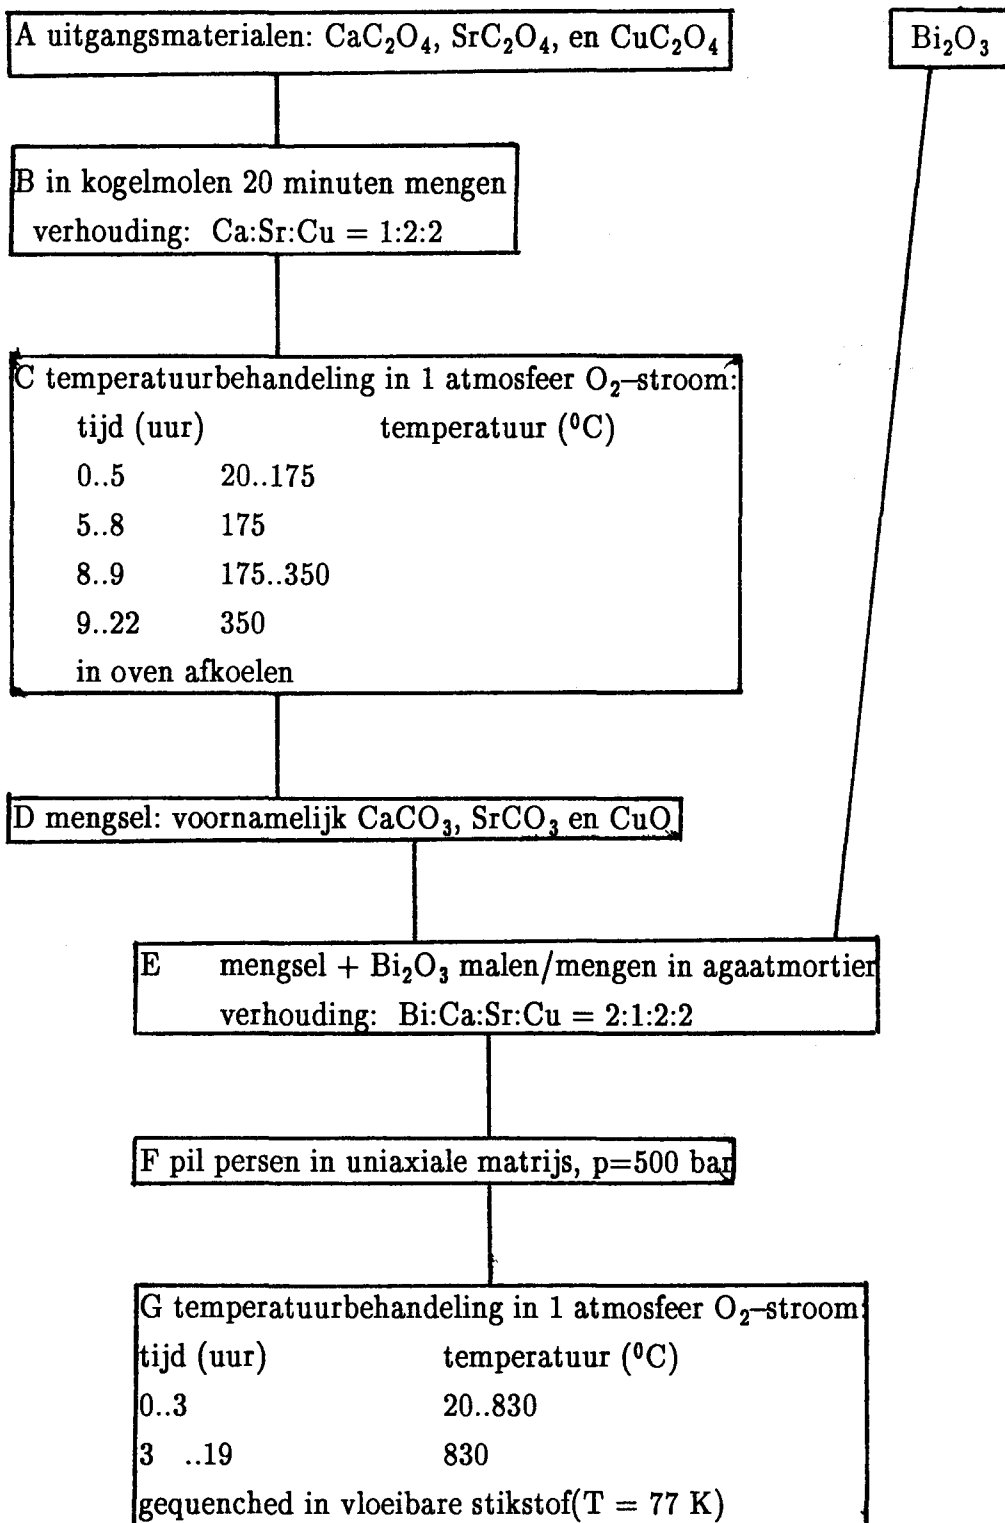 A uitgangsmaterialen: CaC₂O₄, SrC₂O₄, en CuC₂O₄
Bi₂O₃
B in kogelmolen 20 minuten mengen
verhouding: Ca:Sr:Cu = 1:2:2
C temperatuurbehandeling in 1 atmosfeer O₂–stroom:
tijd (uur) temperatuur (⁰C)
0..5 20..175
5..8 175
8..9 175..350
9..22 350
in oven afkoelen
D mengsel: voornamelijk CaCO₃, SrCO₃ en CuO
E mengsel + Bi₂O₃ malen/mengen in agaatmortier
verhouding: Bi:Ca:Sr:Cu = 2:1:2:2
F pil persen in uniaxiale matrijs, p=500 bar
G temperatuurbehandeling in 1 atmosfeer O₂–stroom:
tijd (uur) temperatuur (⁰C)
0..3 20..830
3 ..19 830
gequenched in vloeibare stikstof(T = 77 K)